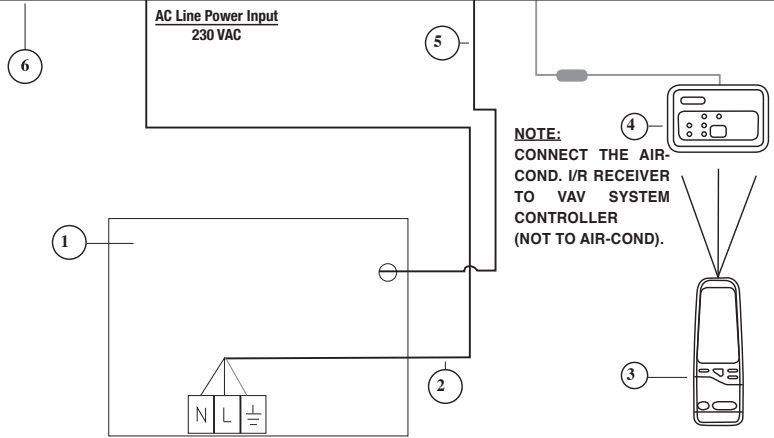 AC Line Power Input
230 VAC
6
5
4
NOTE:
CONNECT THE AIR-
COND. I/R RECEIVER
TO VAV SYSTEM
CONTROLLER
(NOT TO AIR-COND).
1
3
2
N L